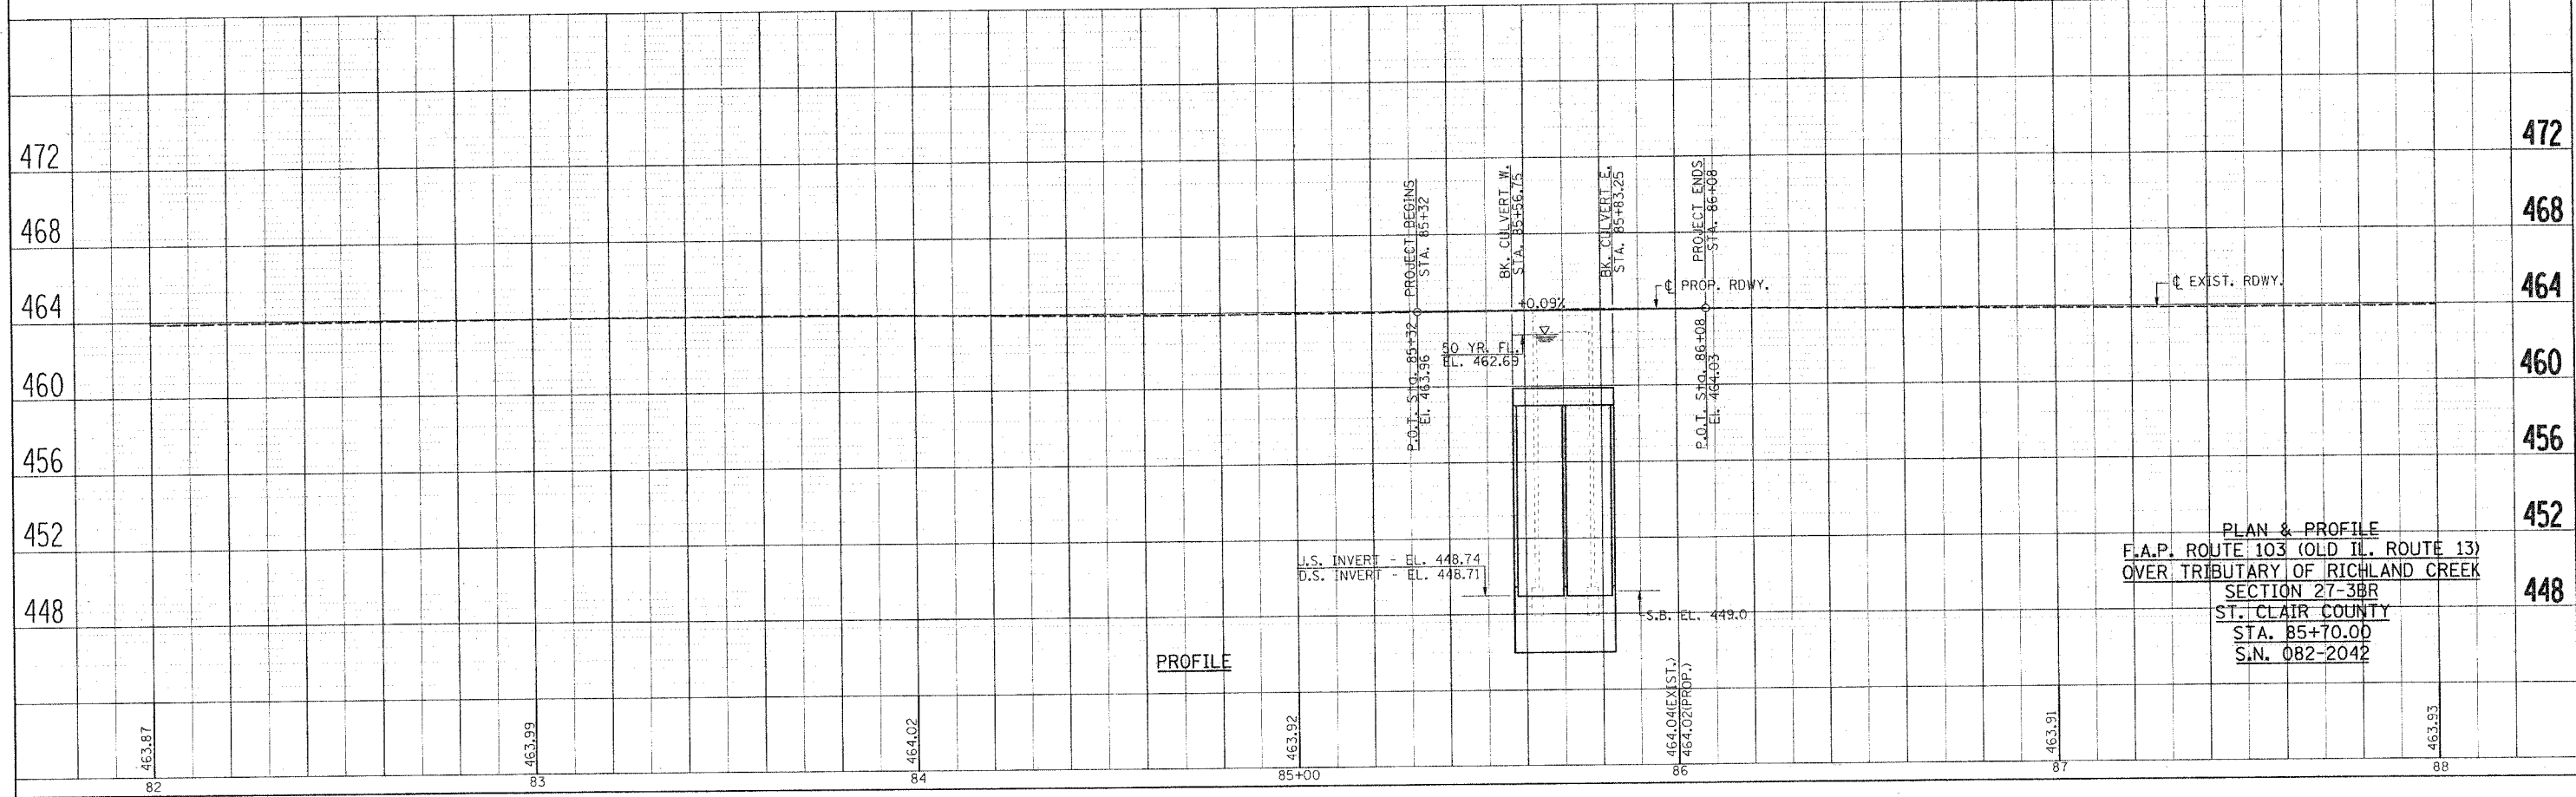 472
468
464
460
456
452
448
472
468
464
460
456
452
448
PROJECT BEGINS
STA. 85+32
P.O.T. Sta. 85+32
El. 463.96
BK. CULVERT W.
STA. 85+56.75
BK. CULVERT E.
STA. 85+83.25
PROJECT ENDS
STA. 86+08
P.O.T. Sta. 86+08
El. 464.03
+0.09%
℄ PROP. RDWY.
℄ EXIST. RDWY.
50 YR. FL.
EL. 462.69
U.S. INVERT - EL. 448.74
D.S. INVERT - EL. 448.71
S.B. EL. 449.0
PROFILE
PLAN & PROFILE
F.A.P. ROUTE 103 (OLD IL. ROUTE 13)
OVER TRIBUTARY OF RICHLAND CREEK
SECTION 27-3BR
ST. CLAIR COUNTY
STA. 85+70.00
S.N. 082-2042
463.87
463.99
464.02
463.92
464.04(EXIST.)
464.02(PROP.)
463.91
463.93
82
83
84
85+00
86
87
88